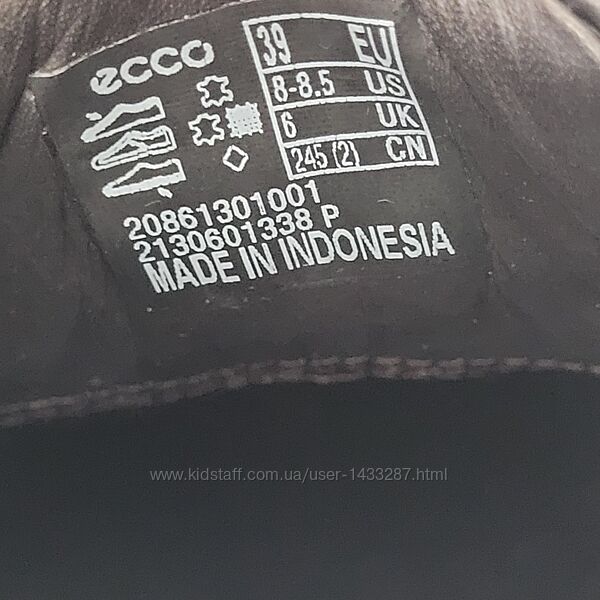 ecco
39 EU
8-8.5 US
6 UK
245 (2) CN
20861301001
2130601338 P
MADE IN INDONESIA
www.kidstaff.com.ua/user-1433287.html